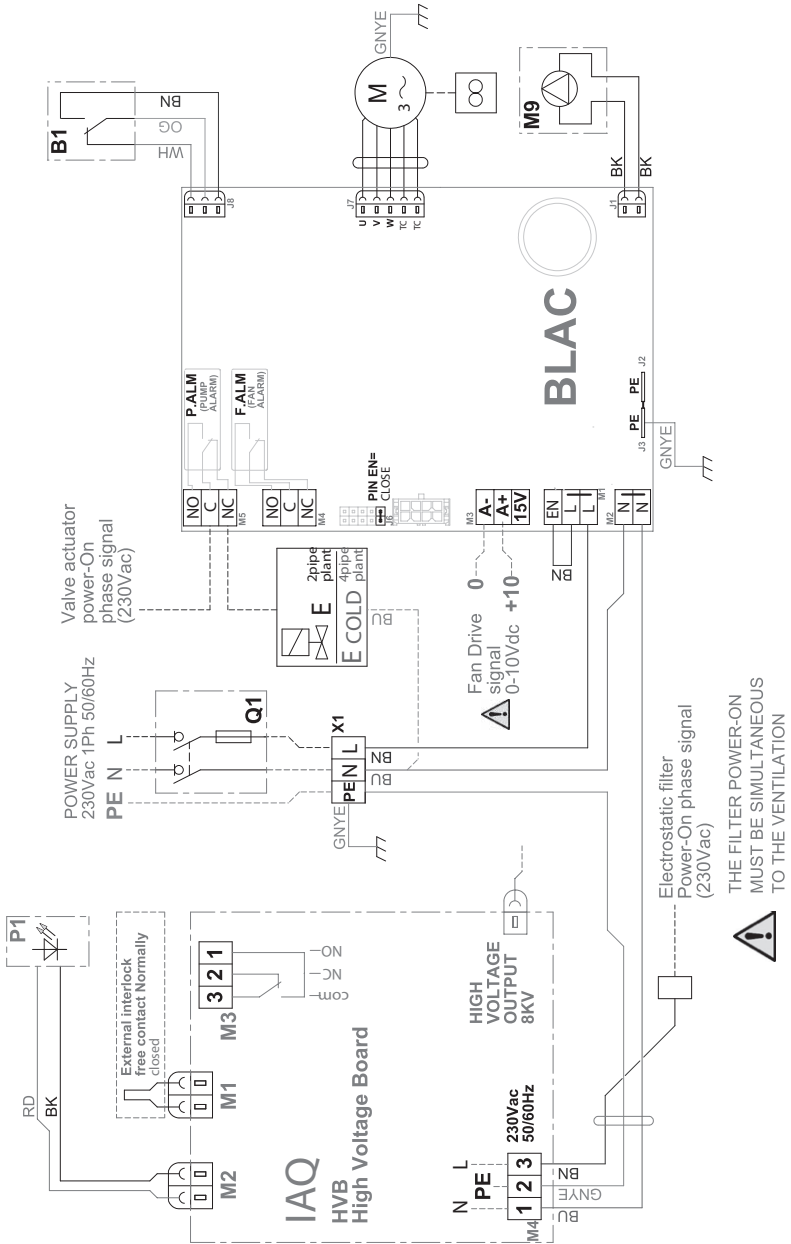 P1
RD
BK
External interlock
free contact Normally
closed
M2
M1
M3
3 2 1
com
NC
NO
IAQ
HVB
High Voltage Board
HIGH
VOLTAGE
OUTPUT
8KV
230Vac
50/60Hz
N
PE
L
1 2 3
M4
BU
GNYE
BN
POWER SUPPLY
230Vac 1Ph 50/60Hz
PE N L
Q1
X1
PE N L
GNYE
BU
BN
Electrostatic filter
Power-On phase signal
(230Vac)
THE FILTER POWER-ON
MUST BE SIMULTANEOUS
TO THE VENTILATION
Valve actuator
power-On
phase signal
(230Vac)
E
2pipe
plant
E COLD
4pipe
plant
BU
Fan Drive
signal
0-10Vdc
0
+10
BN
NO
C
NC
M5
P.ALM
(PUMP
ALARM)
NO
C
NC
M4
F.ALM
(FAN
ALARM)
PIN EN=
CLOSE
J6
M3
A-
A+
15V
EN
L
L
M1
M2
N
N
BLAC
PE
PE
J3
J2
GNYE
B1
WH
OG
BN
J8
J7
U
V
W
TC
TC
M
3 ~
GNYE
M9
BK
BK
J1